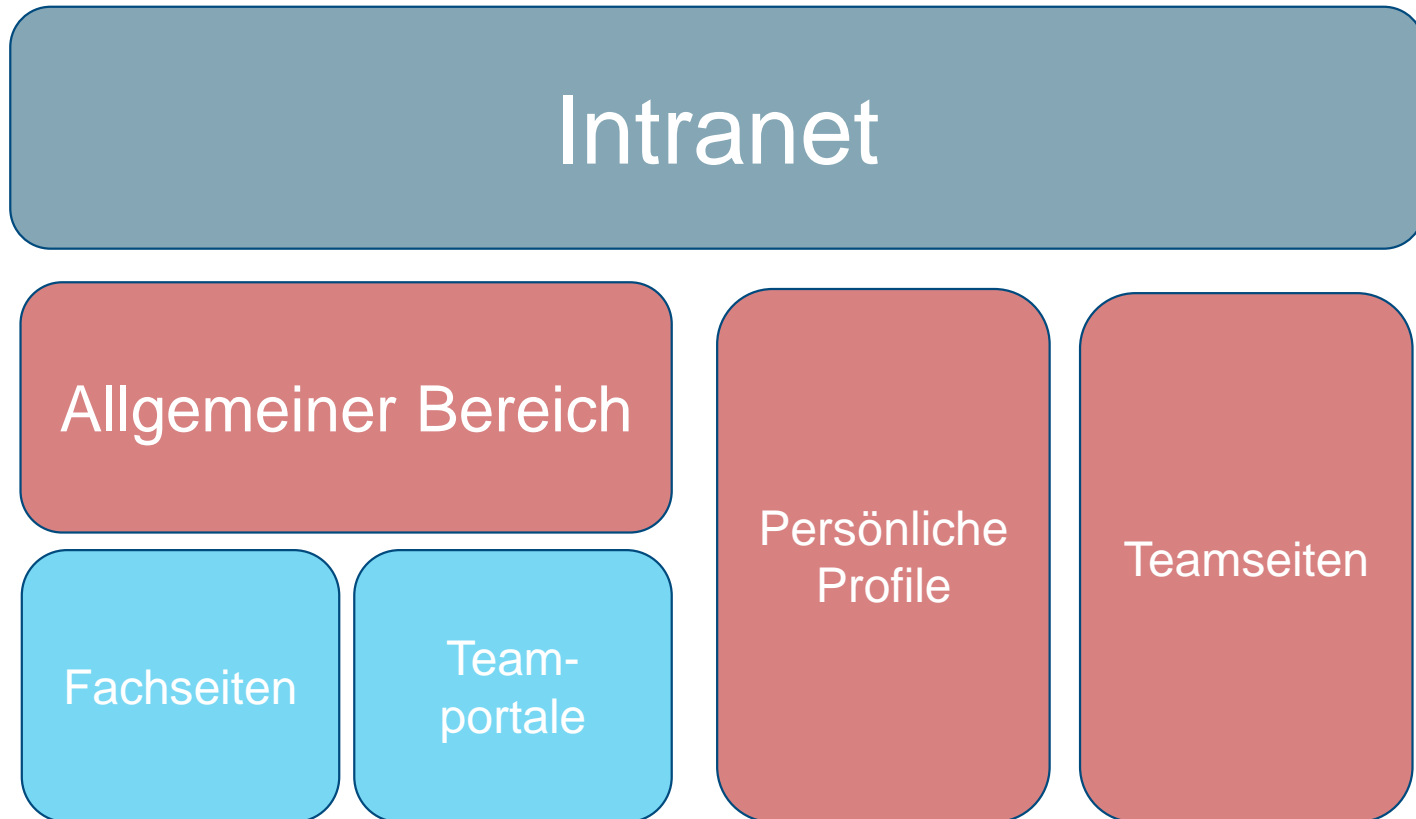 Intranet
Allgemeiner Bereich
Persönliche
Profile
Teamseiten
Fachseiten
Team-
portale